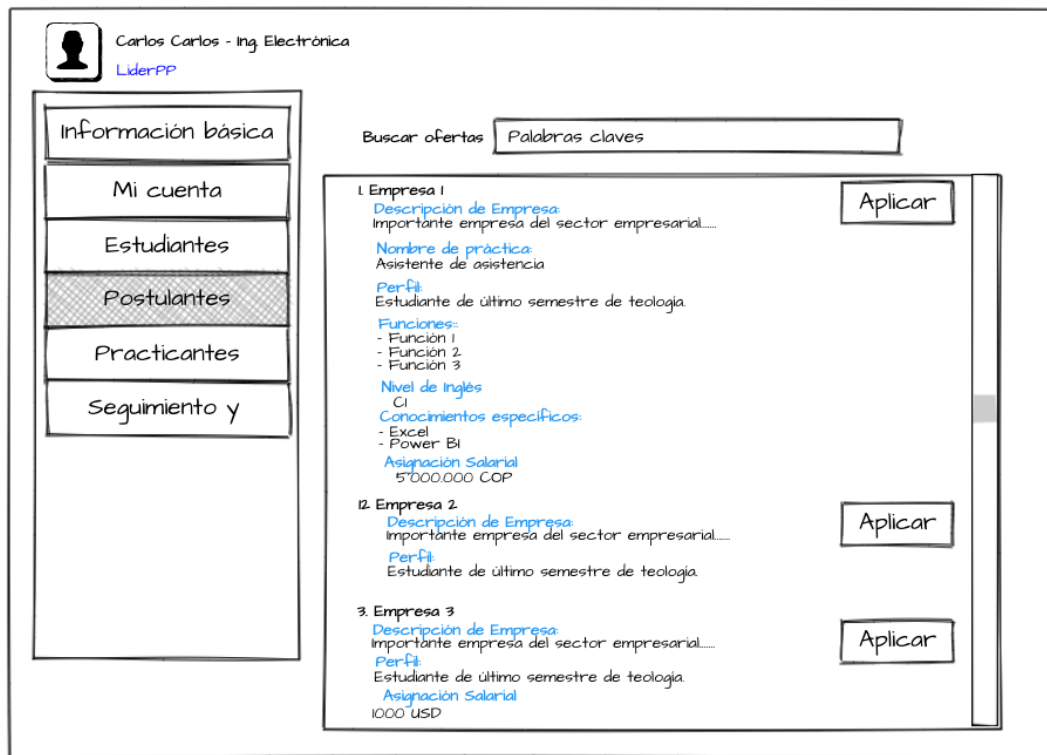 Carlos Carlos - Ing. Electrónica
LiderPP
Información básica
Mi cuenta
Estudiantes
Postulantes
Practicantes
Seguimiento y
Buscar ofertas
Palabras claves
1. Empresa 1
Aplicar
Descripción de Empresa:
Importante empresa del sector empresarial.......
Nombre de práctica:
Asistente de asistencia
Perfil:
Estudiante de último semestre de teología.
Funciones::
- Función 1
- Función 2
- Función 3
Nivel de Inglés
C1
Conocimientos específicos:
- Excel
- Power BI
Asignación Salarial
5'000.000 COP
12. Empresa 2
Aplicar
Descripción de Empresa:
Importante empresa del sector empresarial.......
Perfil:
Estudiante de último semestre de teología.
3. Empresa 3
Aplicar
Descripción de Empresa:
Importante empresa del sector empresarial.......
Perfil:
Estudiante de último semestre de teología.
Asignación Salarial
1000 USD